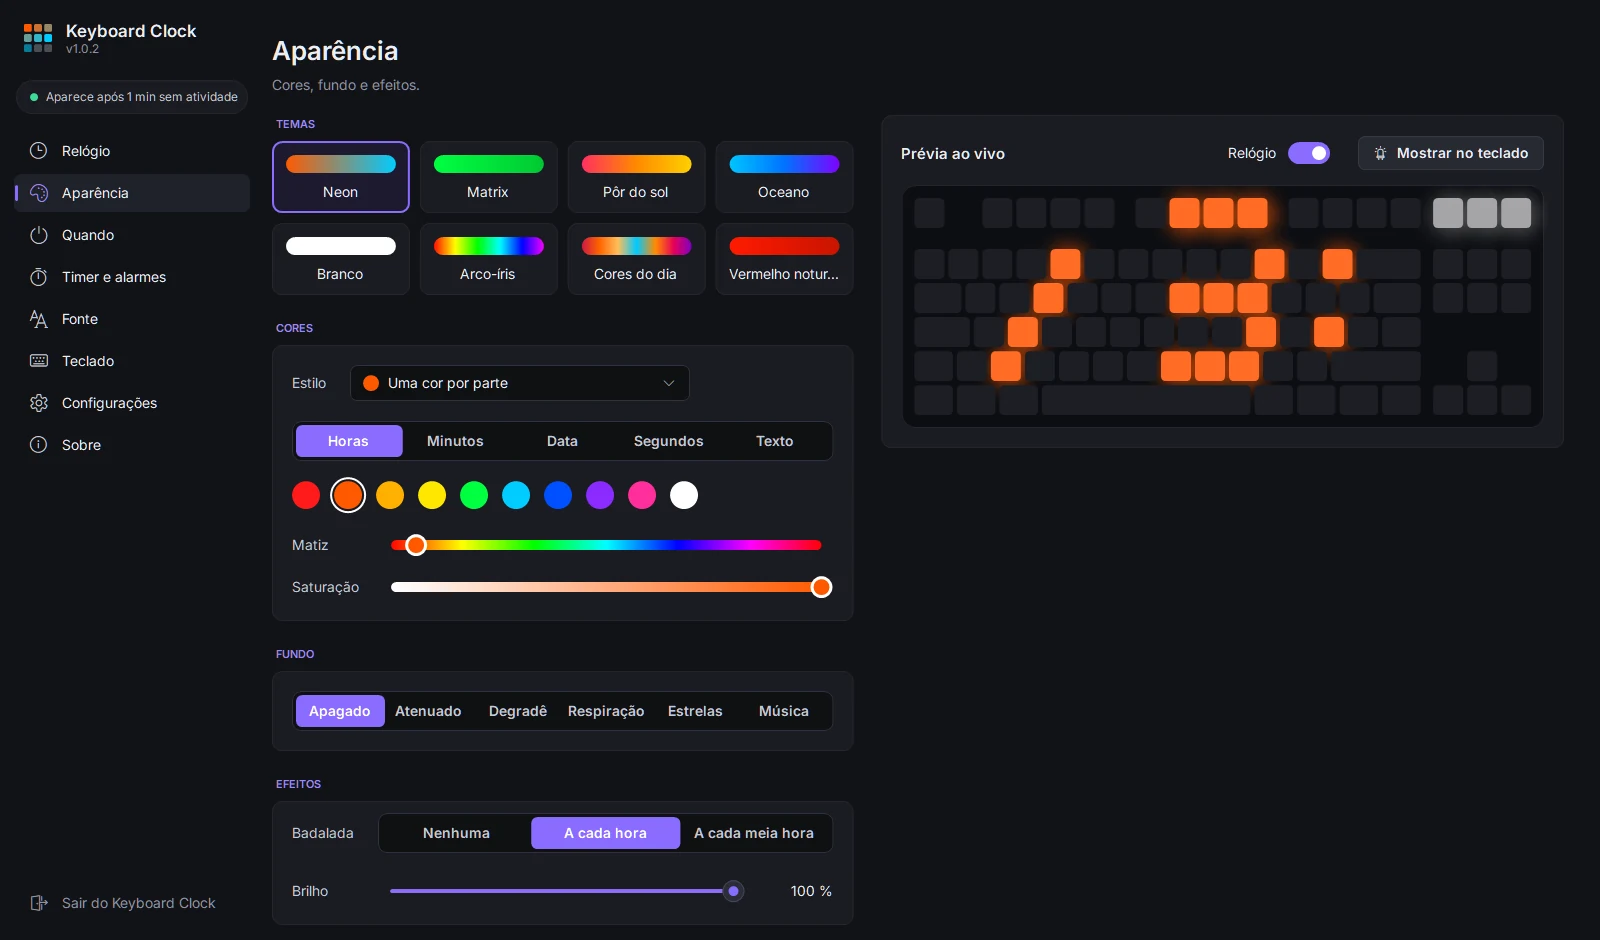 Keyboard Clock
v1.0.2
Aparece após 1 min sem atividade
Relógio
Aparência
Quando
Timer e alarmes
Fonte
Teclado
Configurações
Sobre
Sair do Keyboard Clock
Aparência
Cores, fundo e efeitos.
TEMAS
Neon
Matrix
Pôr do sol
Oceano
Branco
Arco-íris
Cores do dia
Vermelho notur...
CORES
Estilo
Uma cor por parte
Horas
Minutos
Data
Segundos
Texto
Matiz
Saturação
FUNDO
Apagado
Atenuado
Degradê
Respiração
Estrelas
Música
EFEITOS
Badalada
Nenhuma
A cada hora
A cada meia hora
Brilho
100 %
Prévia ao vivo
Relógio
Mostrar no teclado